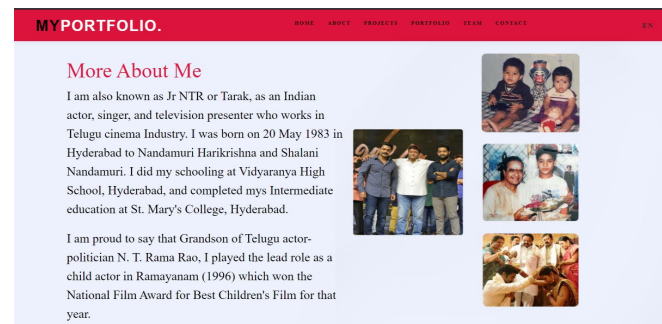 MYPORTFOLIO.
HOME ABOUT PROJECTS PORTFOLIO TEAM CONTACT
EN
More About Me
I am also known as Jr NTR or Tarak, as an Indian
actor, singer, and television presenter who works in
Telugu cinema Industry. I was born on 20 May 1983 in
Hyderabad to Nandamuri Harikrishna and Shalani
Nandamuri. I did my schooling at Vidyaranya High
School, Hyderabad, and completed mys Intermediate
education at St. Mary's College, Hyderabad.
I am proud to say that Grandson of Telugu actor-
politician N. T. Rama Rao, I played the lead role as a
child actor in Ramayanam (1996) which won the
National Film Award for Best Children's Film for that
year.